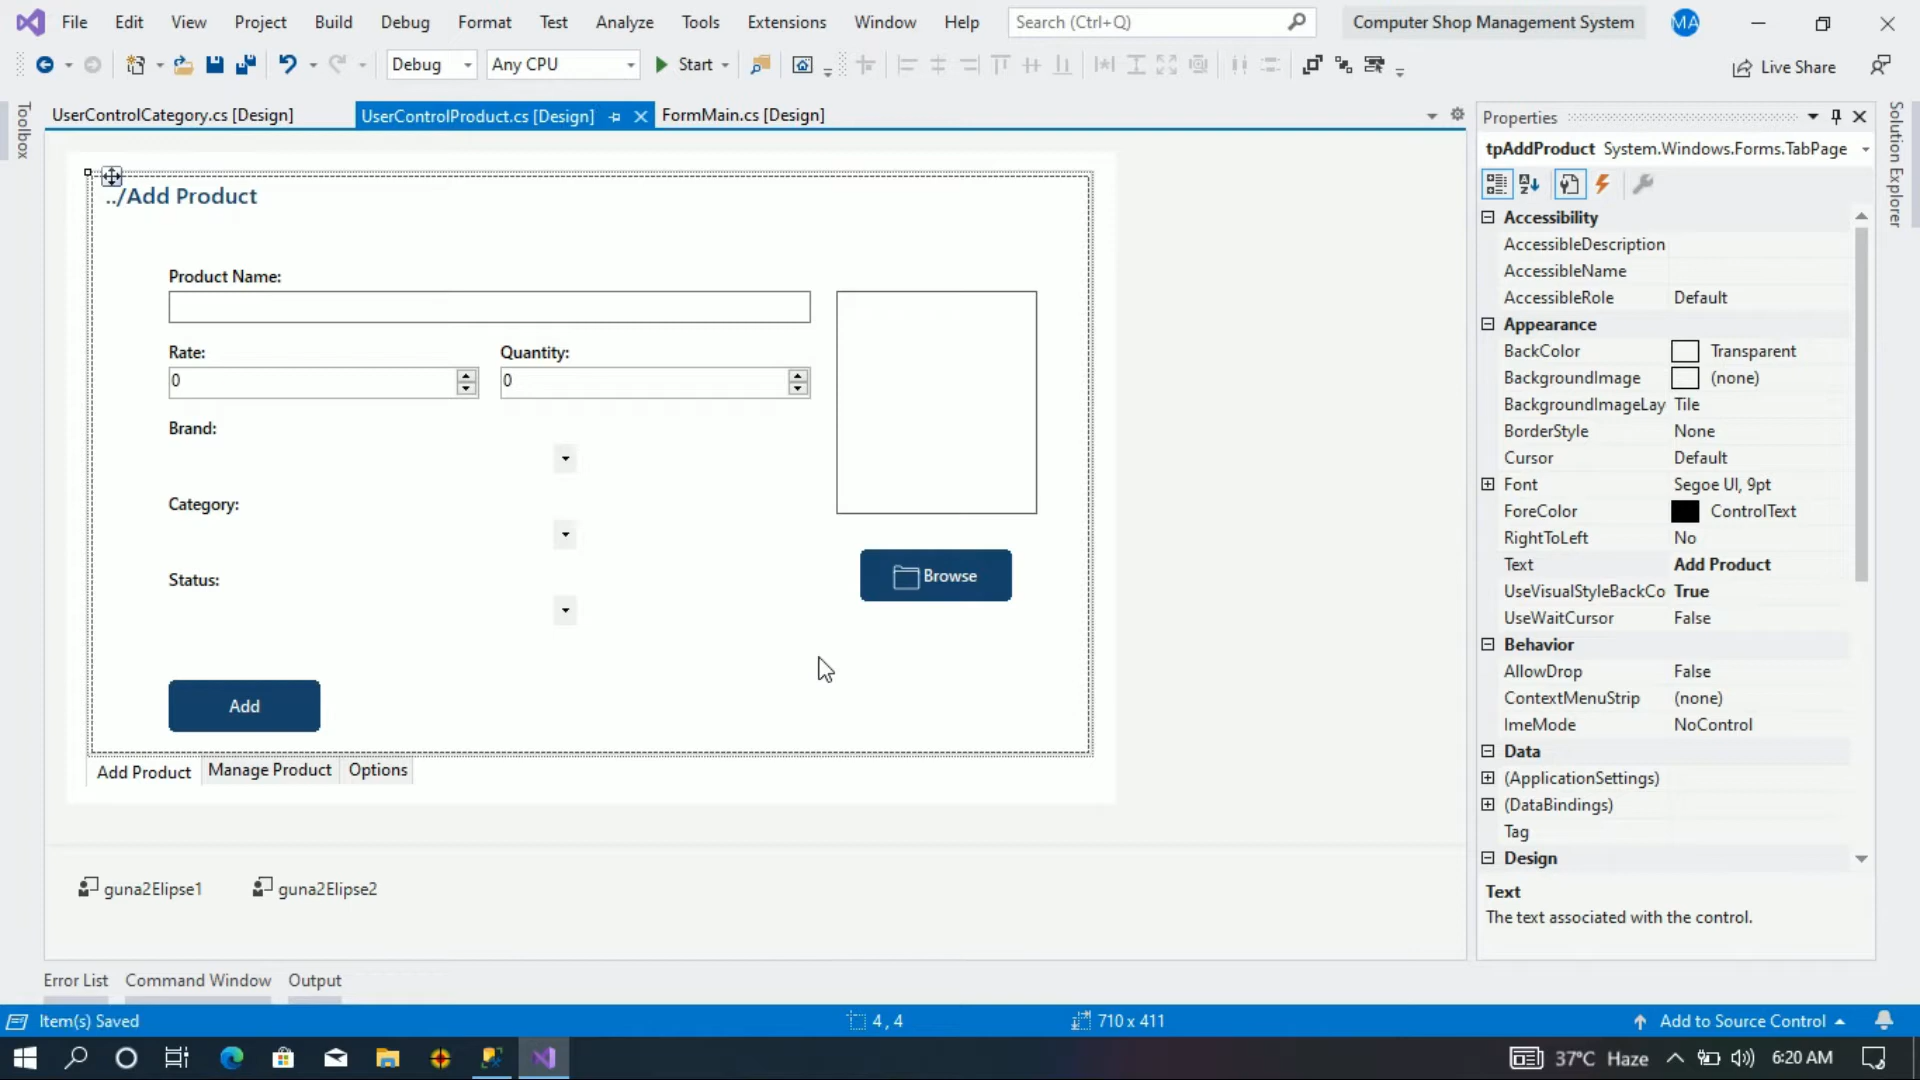 File Edit View Project Build Debug Format Test Analyze Tools Extensions Window Help Search (Ctrl+Q) Computer Shop Management System MA
Debug Any CPU Start Live Share
UserControlCategory.cs [Design] UserControlProduct.cs [Design] FormMain.cs [Design]
Toolbox
../Add Product
Product Name:
Rate: Quantity:
0 0
Brand:
Category:
Status:
Browse
Add
Add Product Manage Product Options
guna2Elipse1 guna2Elipse2
Properties
tpAddProduct System.Windows.Forms.TabPage
Accessibility
AccessibleDescription
AccessibleName
AccessibleRole Default
Appearance
BackColor Transparent
BackgroundImage (none)
BackgroundImageLay Tile
BorderStyle None
Cursor Default
Font Segoe UI, 9pt
ForeColor ControlText
RightToLeft No
Text Add Product
UseVisualStyleBackCo True
UseWaitCursor False
Behavior
AllowDrop False
ContextMenuStrip (none)
ImeMode NoControl
Data
(ApplicationSettings)
(DataBindings)
Tag
Design
Text
The text associated with the control.
Solution Explorer
Error List Command Window Output
Item(s) Saved 4 , 4 710 x 411 Add to Source Control
37°C Haze 6:20 AM